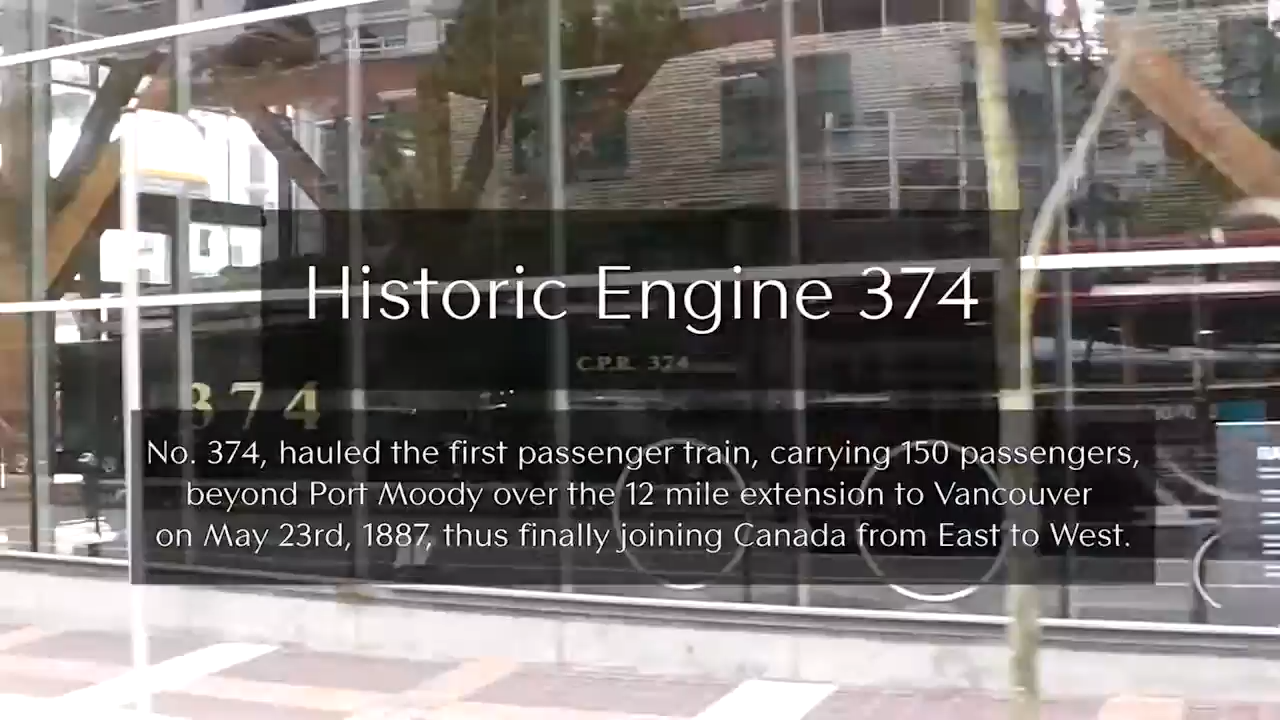 Historic Engine 374
C.P.R. 374
374
No. 374, hauled the first passenger train, carrying 150 passengers,
beyond Port Moody over the 12 mile extension to Vancouver
on May 23rd, 1887, thus finally joining Canada from East to West.